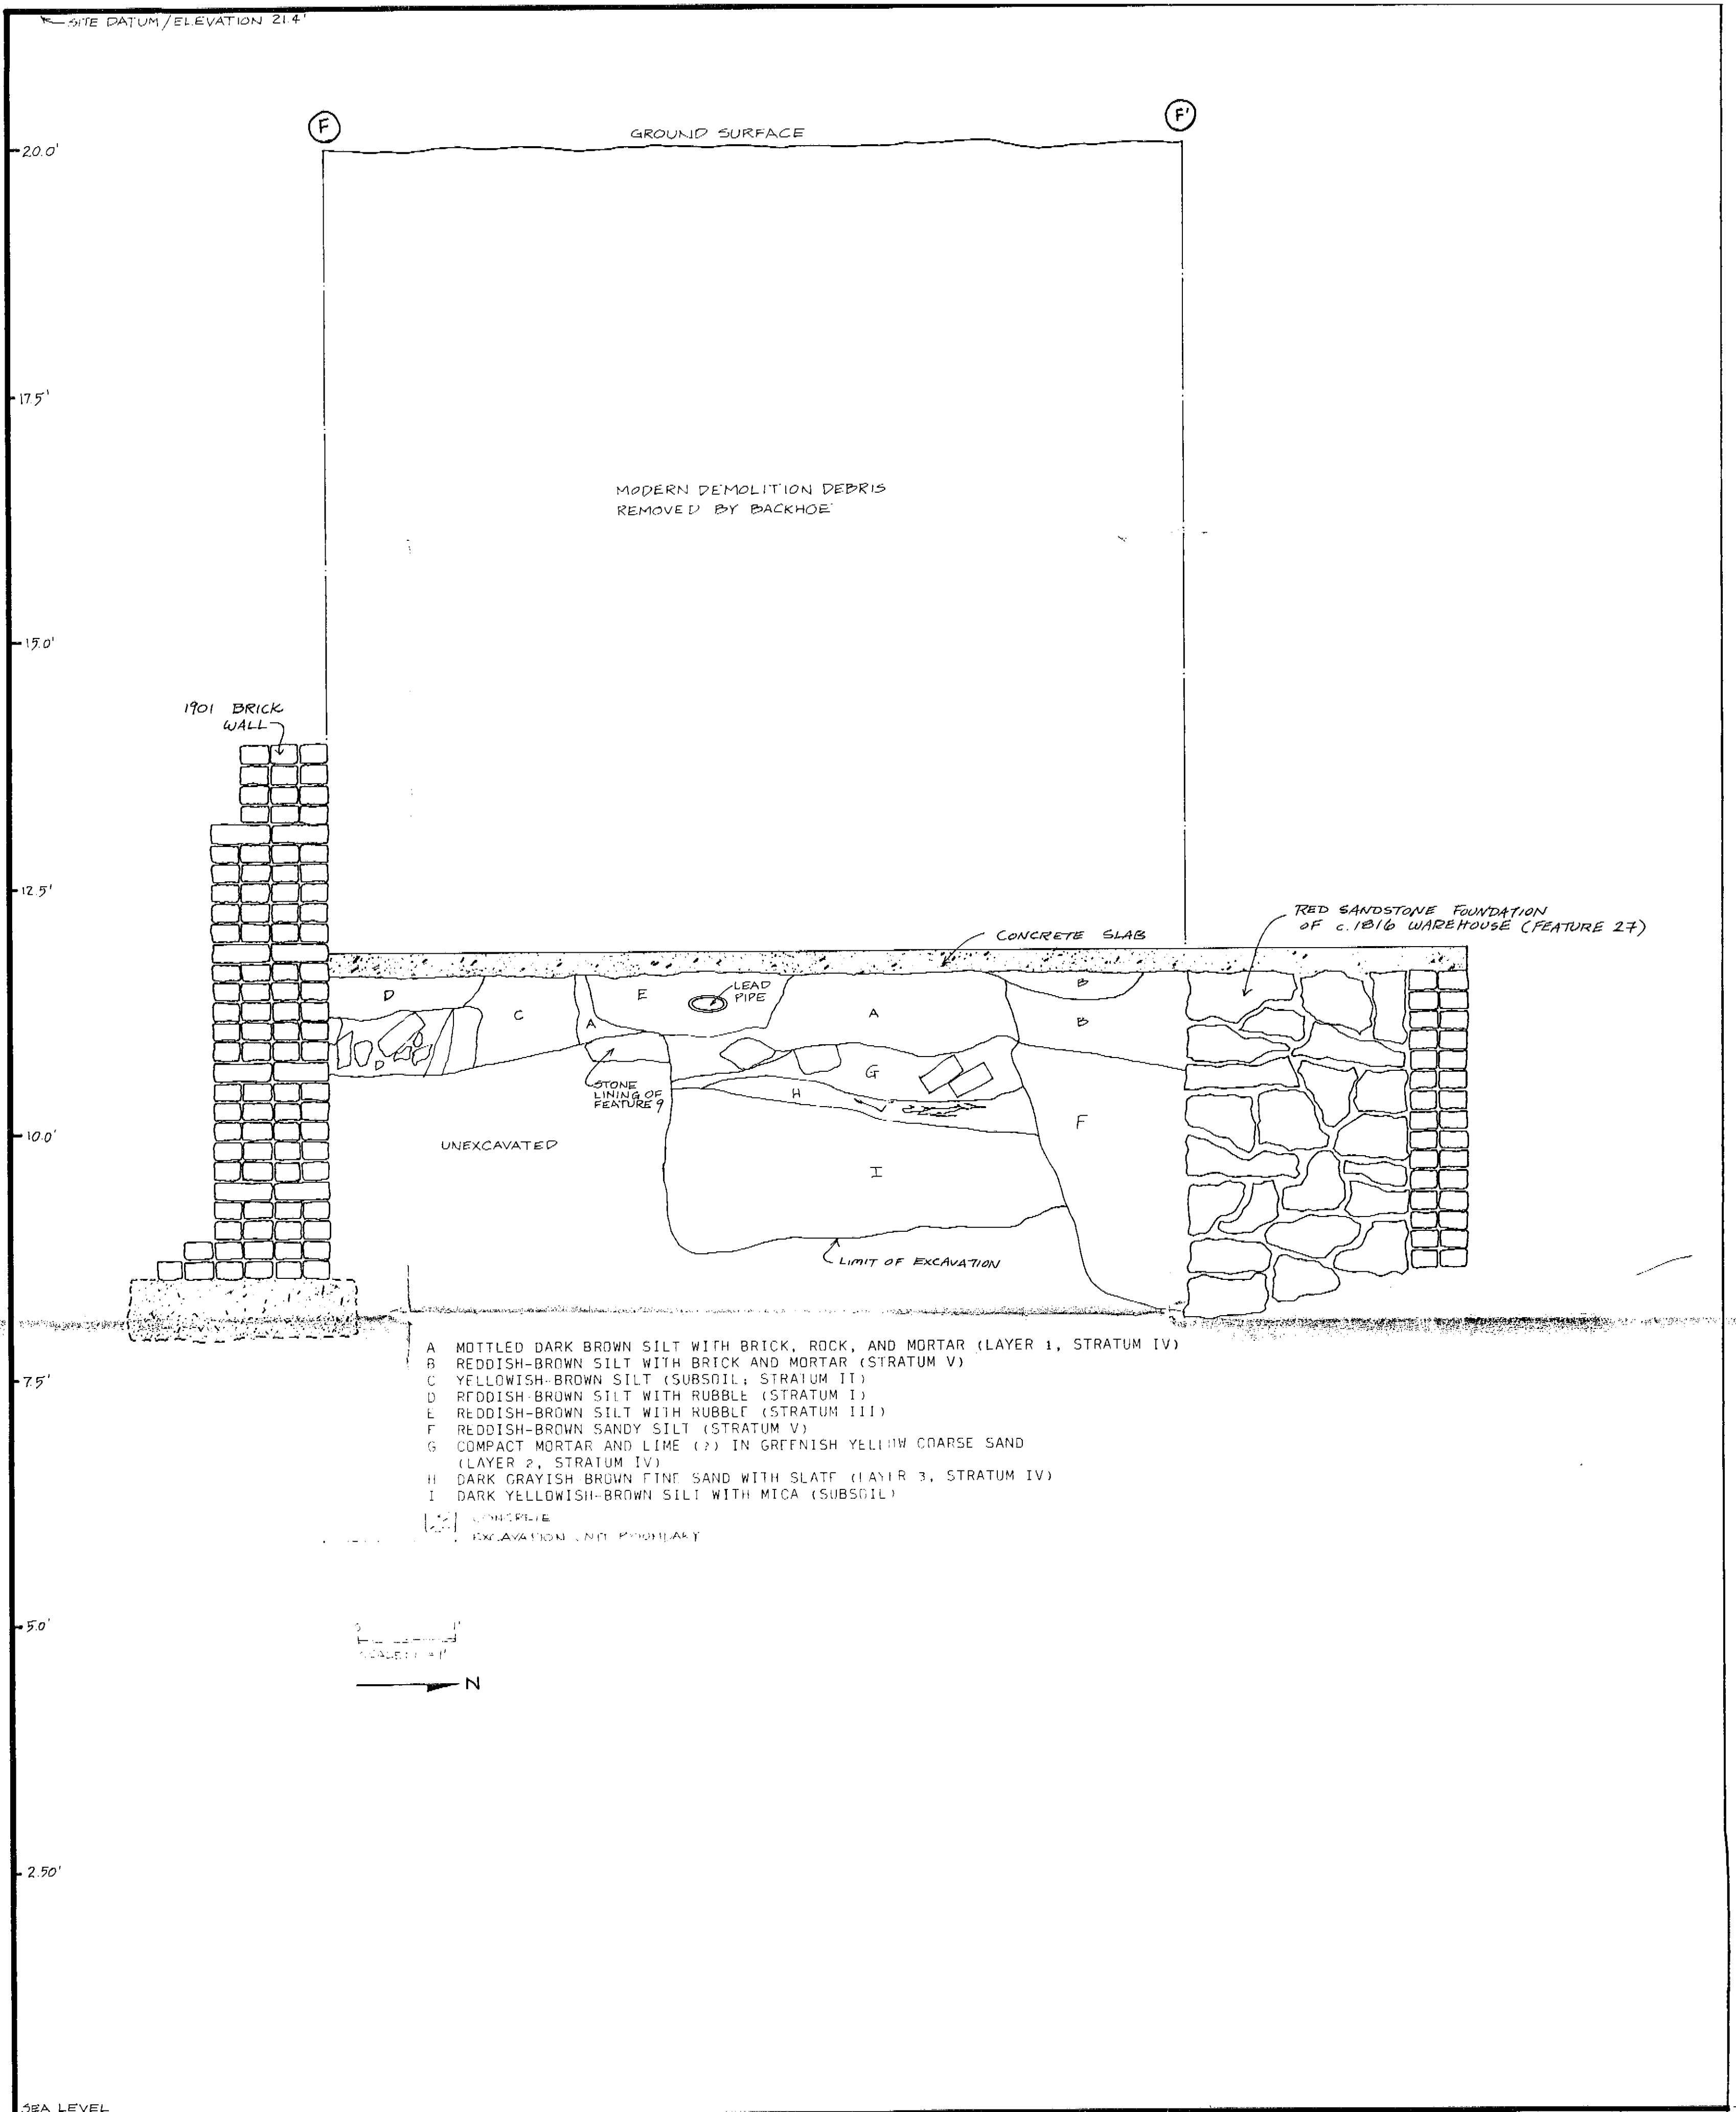 SITE DATUM/ELEVATION 21.4'
F
F'
GROUND SURFACE
20.0'
17.5'
MODERN DEMOLITION DEBRIS
REMOVED BY BACKHOE
15.0'
1901 BRICK
WALL
12.5'
RED SANDSTONE FOUNDATION
OF c.1816 WAREHOUSE (FEATURE 27)
CONCRETE SLAB
D
C
A
E
LEAD
PIPE
A
B
B
STONE
LINING OF
FEATURE 9
G
H
F
10.0'
UNEXCAVATED
I
LIMIT OF EXCAVATION
7.5'
A MOTTLED DARK BROWN SILT WITH BRICK, ROCK, AND MORTAR (LAYER 1, STRATUM IV)
B REDDISH-BROWN SILT WITH BRICK AND MORTAR (STRATUM V)
C YELLOWISH-BROWN SILT (SUBSOIL; STRATUM II)
D REDDISH-BROWN SILT WITH RUBBLE (STRATUM I)
E REDDISH-BROWN SILT WITH RUBBLE (STRATUM III)
F REDDISH-BROWN SANDY SILT (STRATUM V)
G COMPACT MORTAR AND LIME (?) IN GREENISH YELLOW COARSE SAND
(LAYER 2, STRATUM IV)
H DARK GRAYISH BROWN FINE SAND WITH SLATE (LAYER 3, STRATUM IV)
I DARK YELLOWISH-BROWN SILT WITH MICA (SUBSOIL)
CONCRETE
EXCAVATION UNIT BOUNDARY
5.0'
1'
N
2.50'
SEA LEVEL